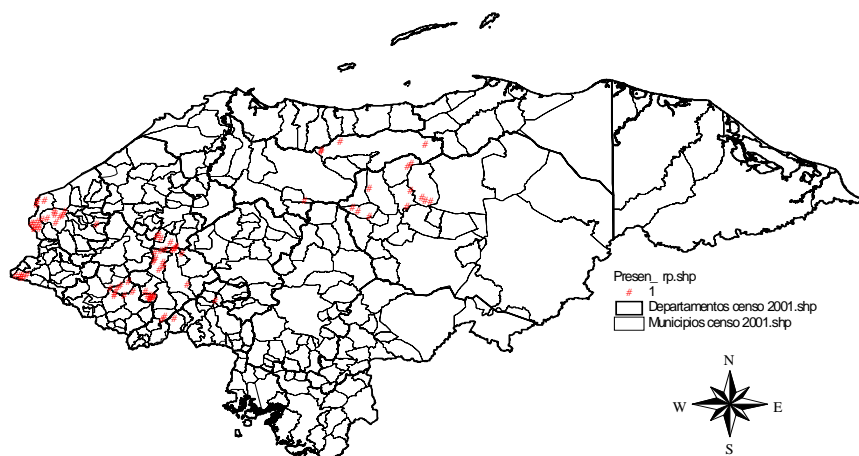 Presen_ rp.shp
# 1
Departamentos censo 2001.shp
Municipios censo 2001.shp
N
W E
S